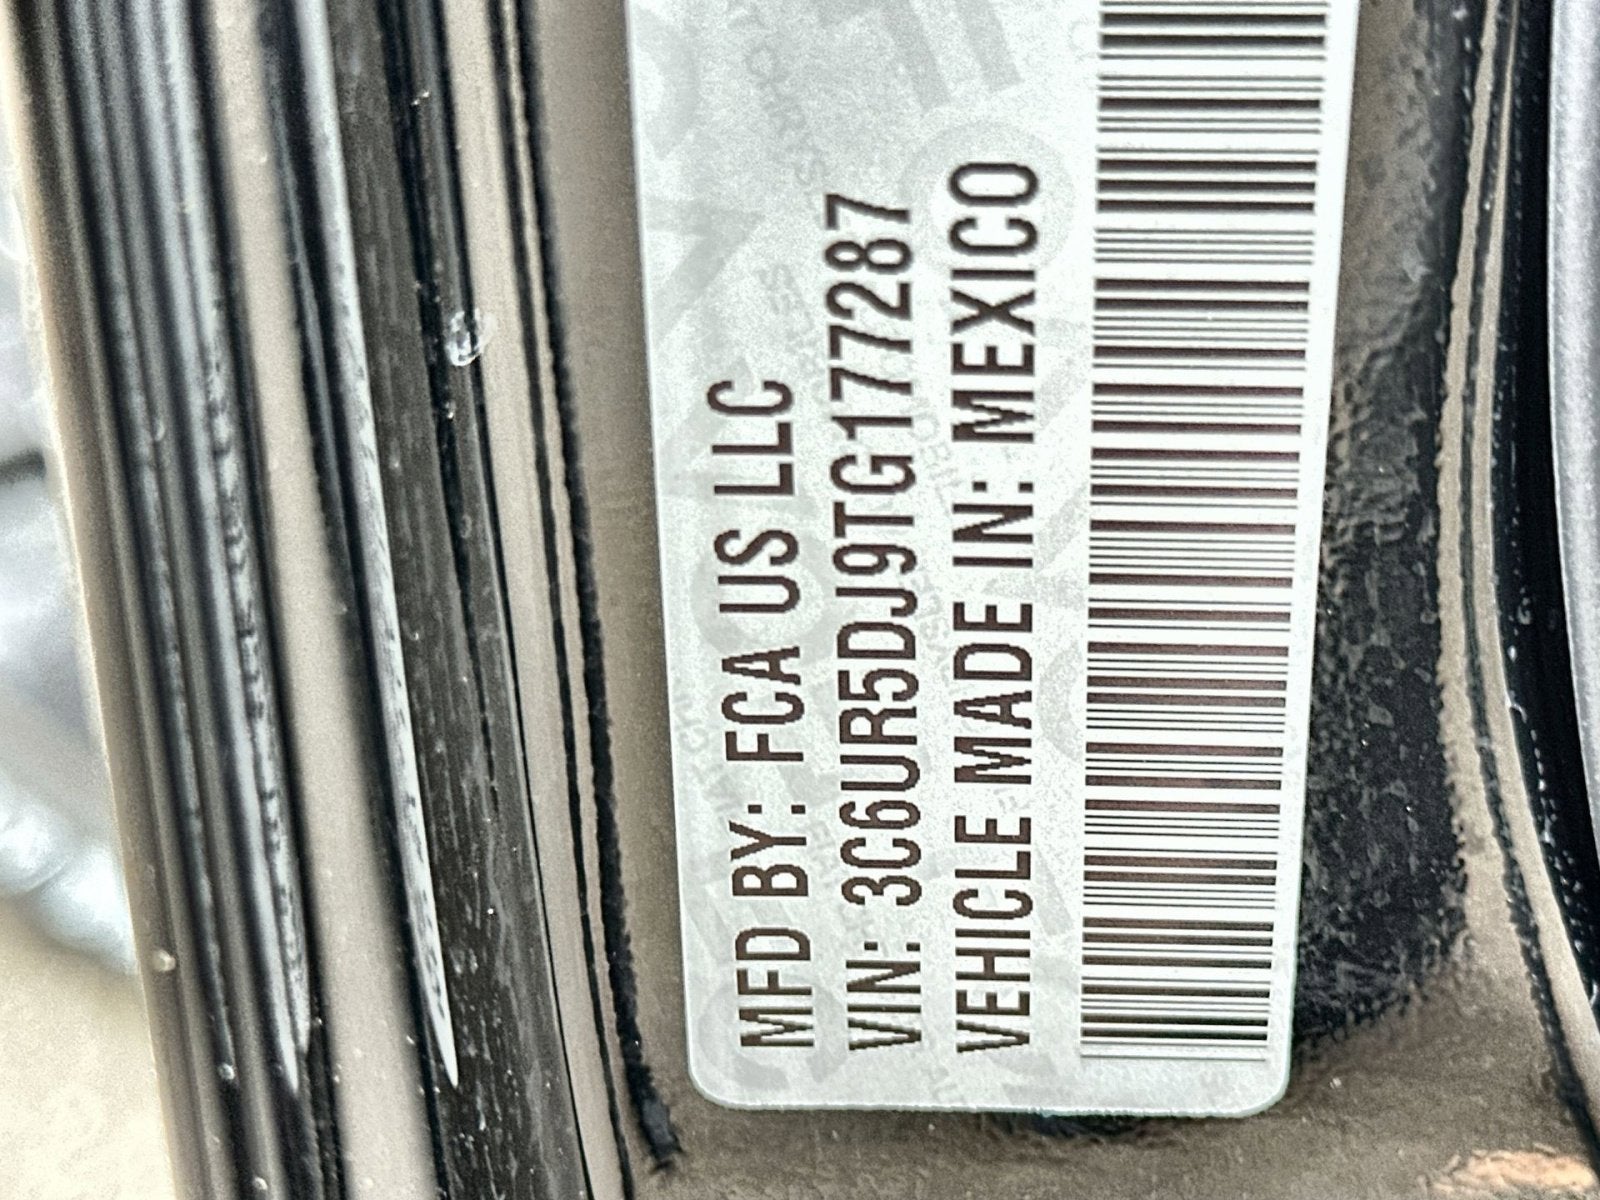 MFD BY: FCA US LLC
VIN: 3C6UR5DJ9TG177287
VEHICLE MADE IN: MEXICO